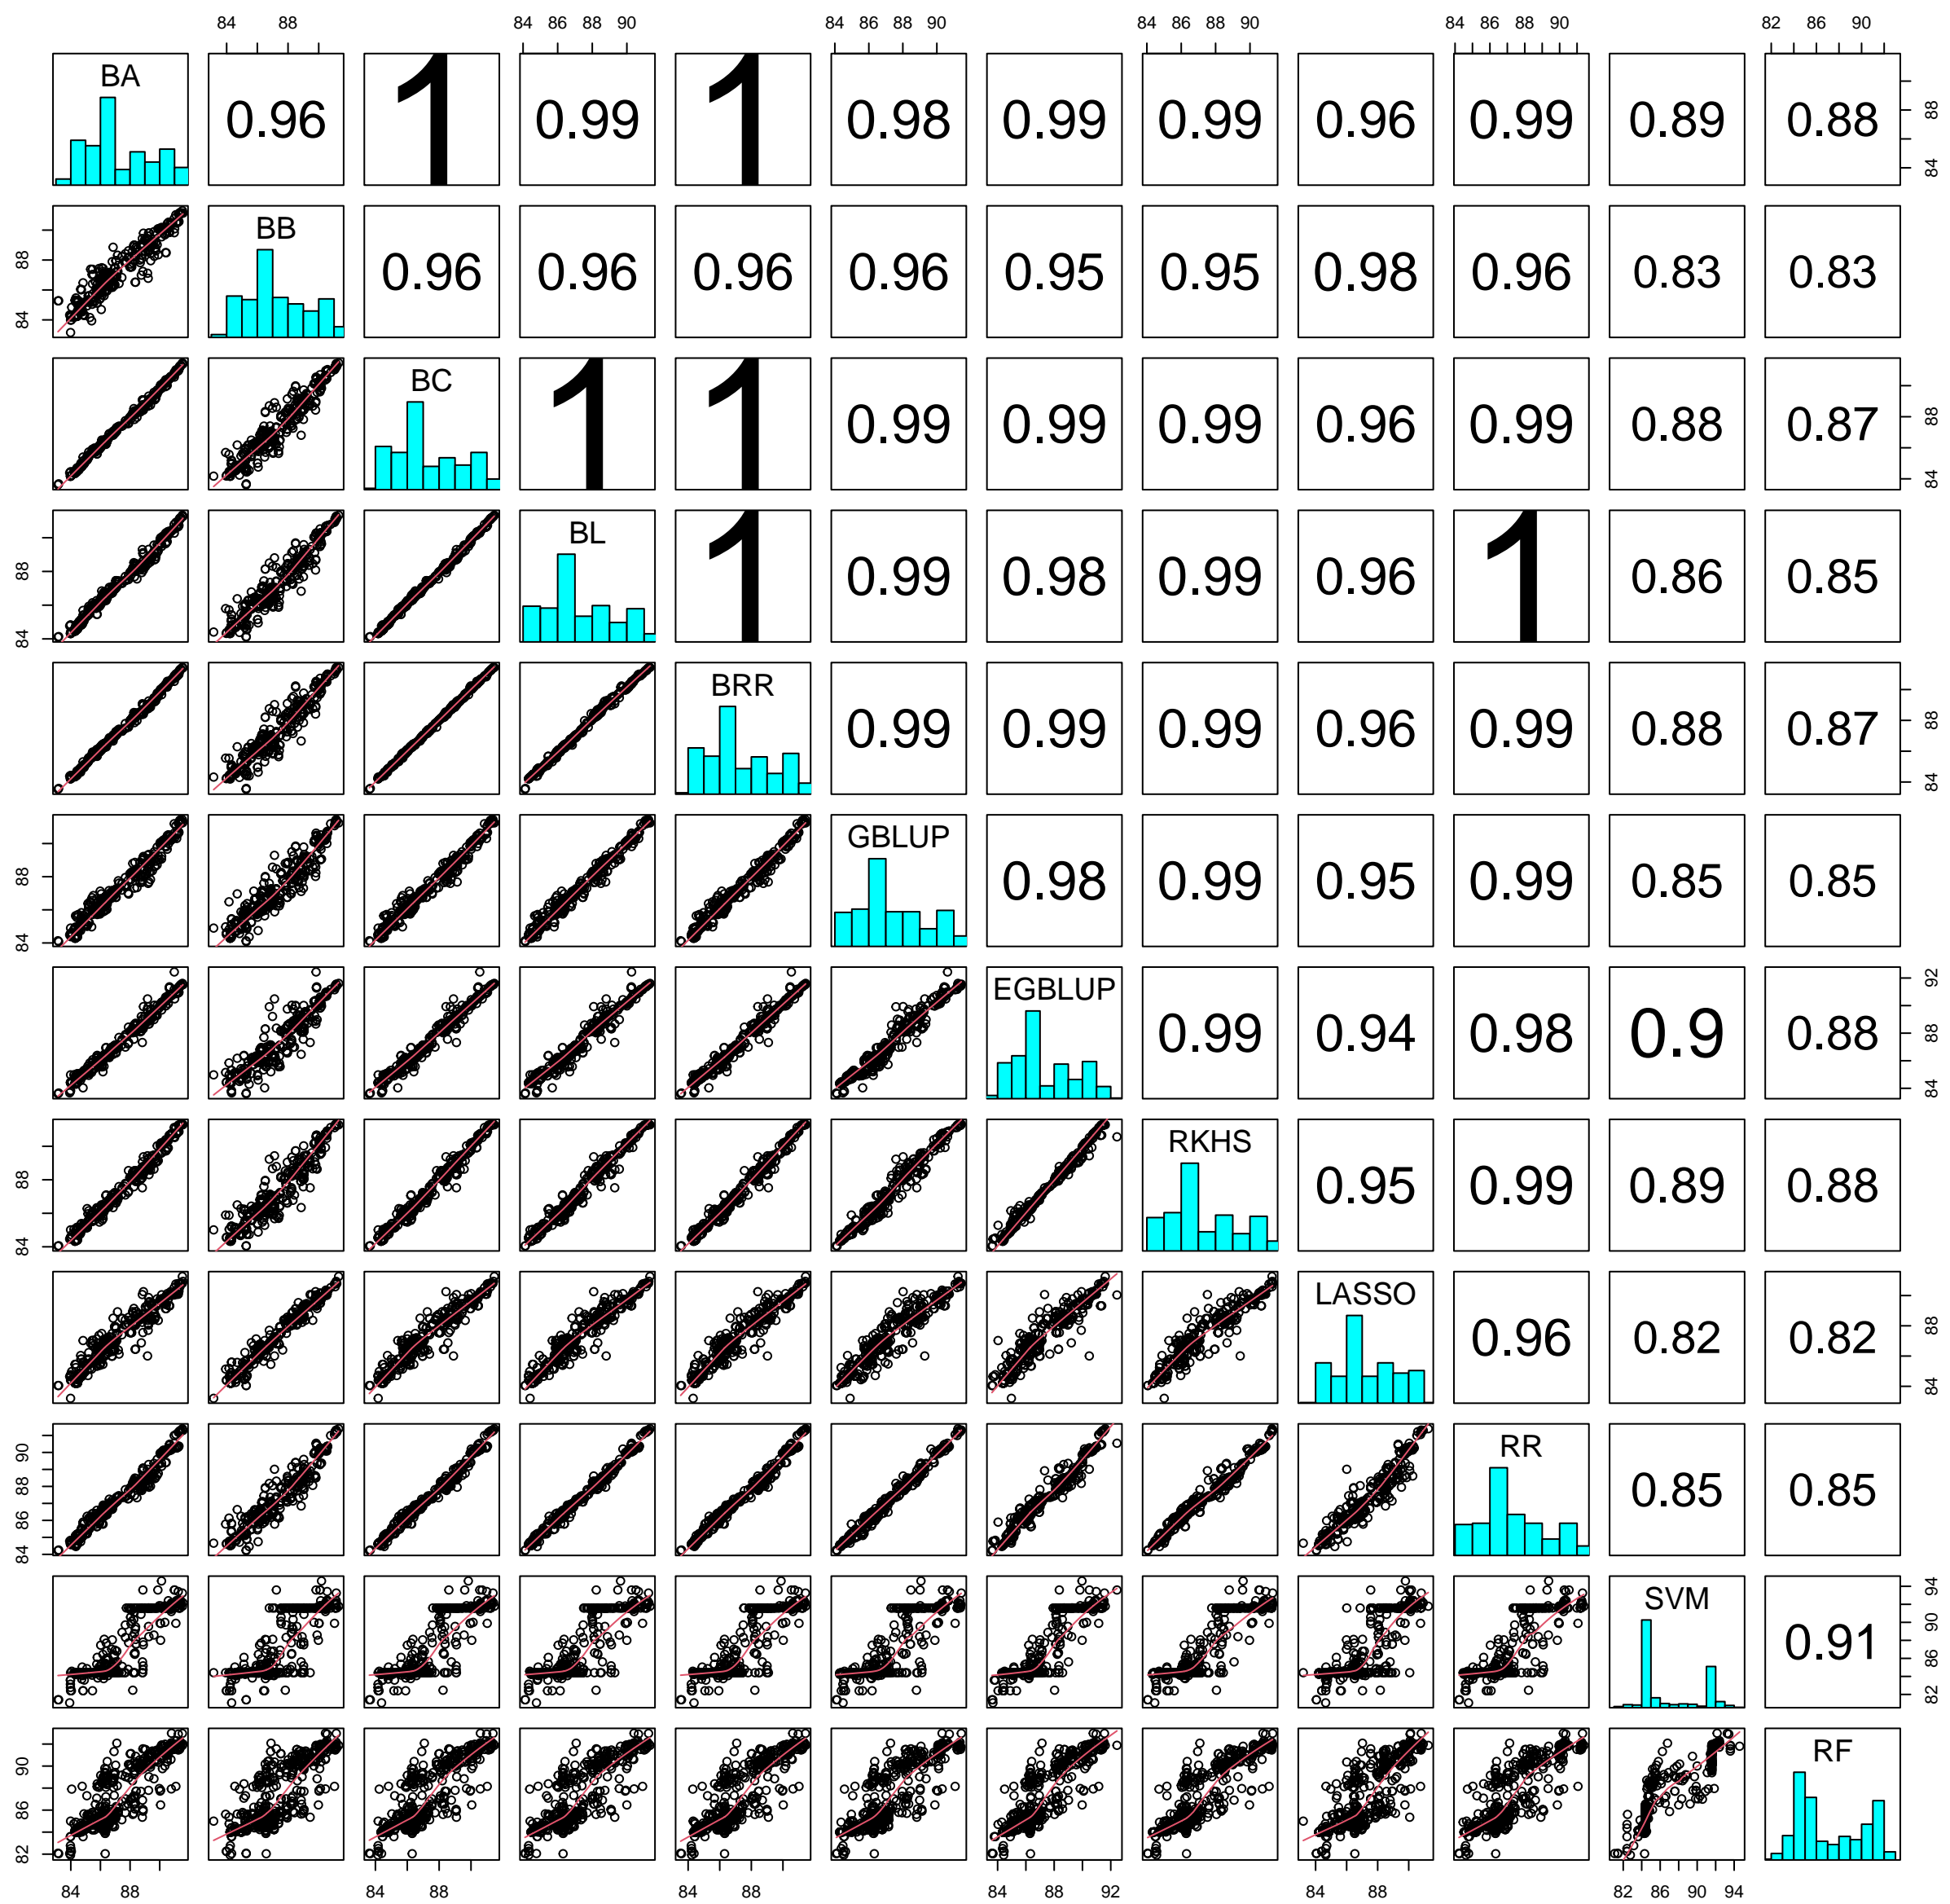 84 88 84 88 90 84 86 88 90 84 86 88 90 84 86 88 90 82 86 90
BA 0.96 1 0.99 1 0.98 0.99 0.99 0.96 0.99 0.89 0.88 84 88
84 88 BB 0.96 0.96 0.96 0.96 0.95 0.95 0.98 0.96 0.83 0.83
BC 1 1 0.99 0.99 0.99 0.96 0.99 0.88 0.87 84 88
84 88 BL 1 0.99 0.98 0.99 0.96 1 0.86 0.85
BRR 0.99 0.99 0.99 0.96 0.99 0.88 0.87 84 88
84 88 GBLUP 0.98 0.99 0.95 0.99 0.85 0.85
EGBLUP 0.99 0.94 0.98 0.9 0.88 84 88 92
84 88 RKHS 0.95 0.99 0.89 0.88
LASSO 0.96 0.82 0.82 84 88
84 86 88 90 RR 0.85 0.85
SVM 0.91 82 86 90 94
82 86 90 RF
84 88 84 88 84 88 84 88 92 84 88 82 86 90 94